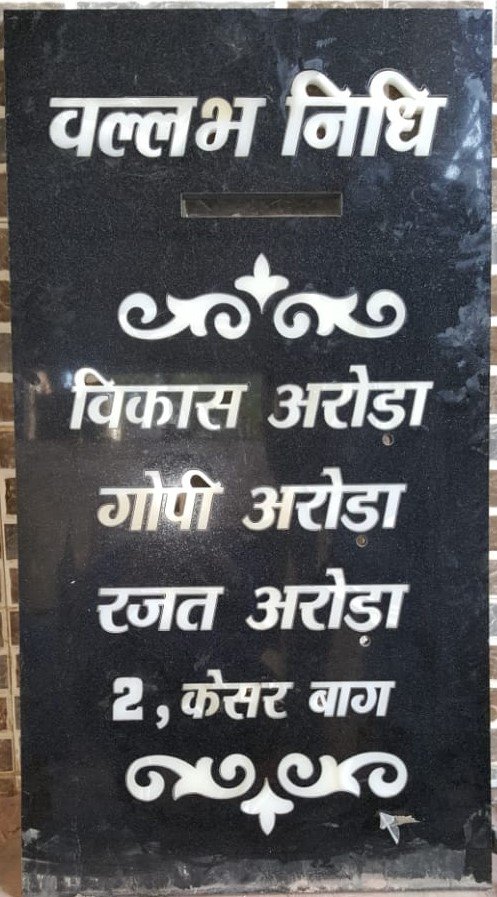 वल्लभ निधि
विकास अरोड़ा
गोपी अरोड़ा
रजत अरोड़ा
2, केसर बाग